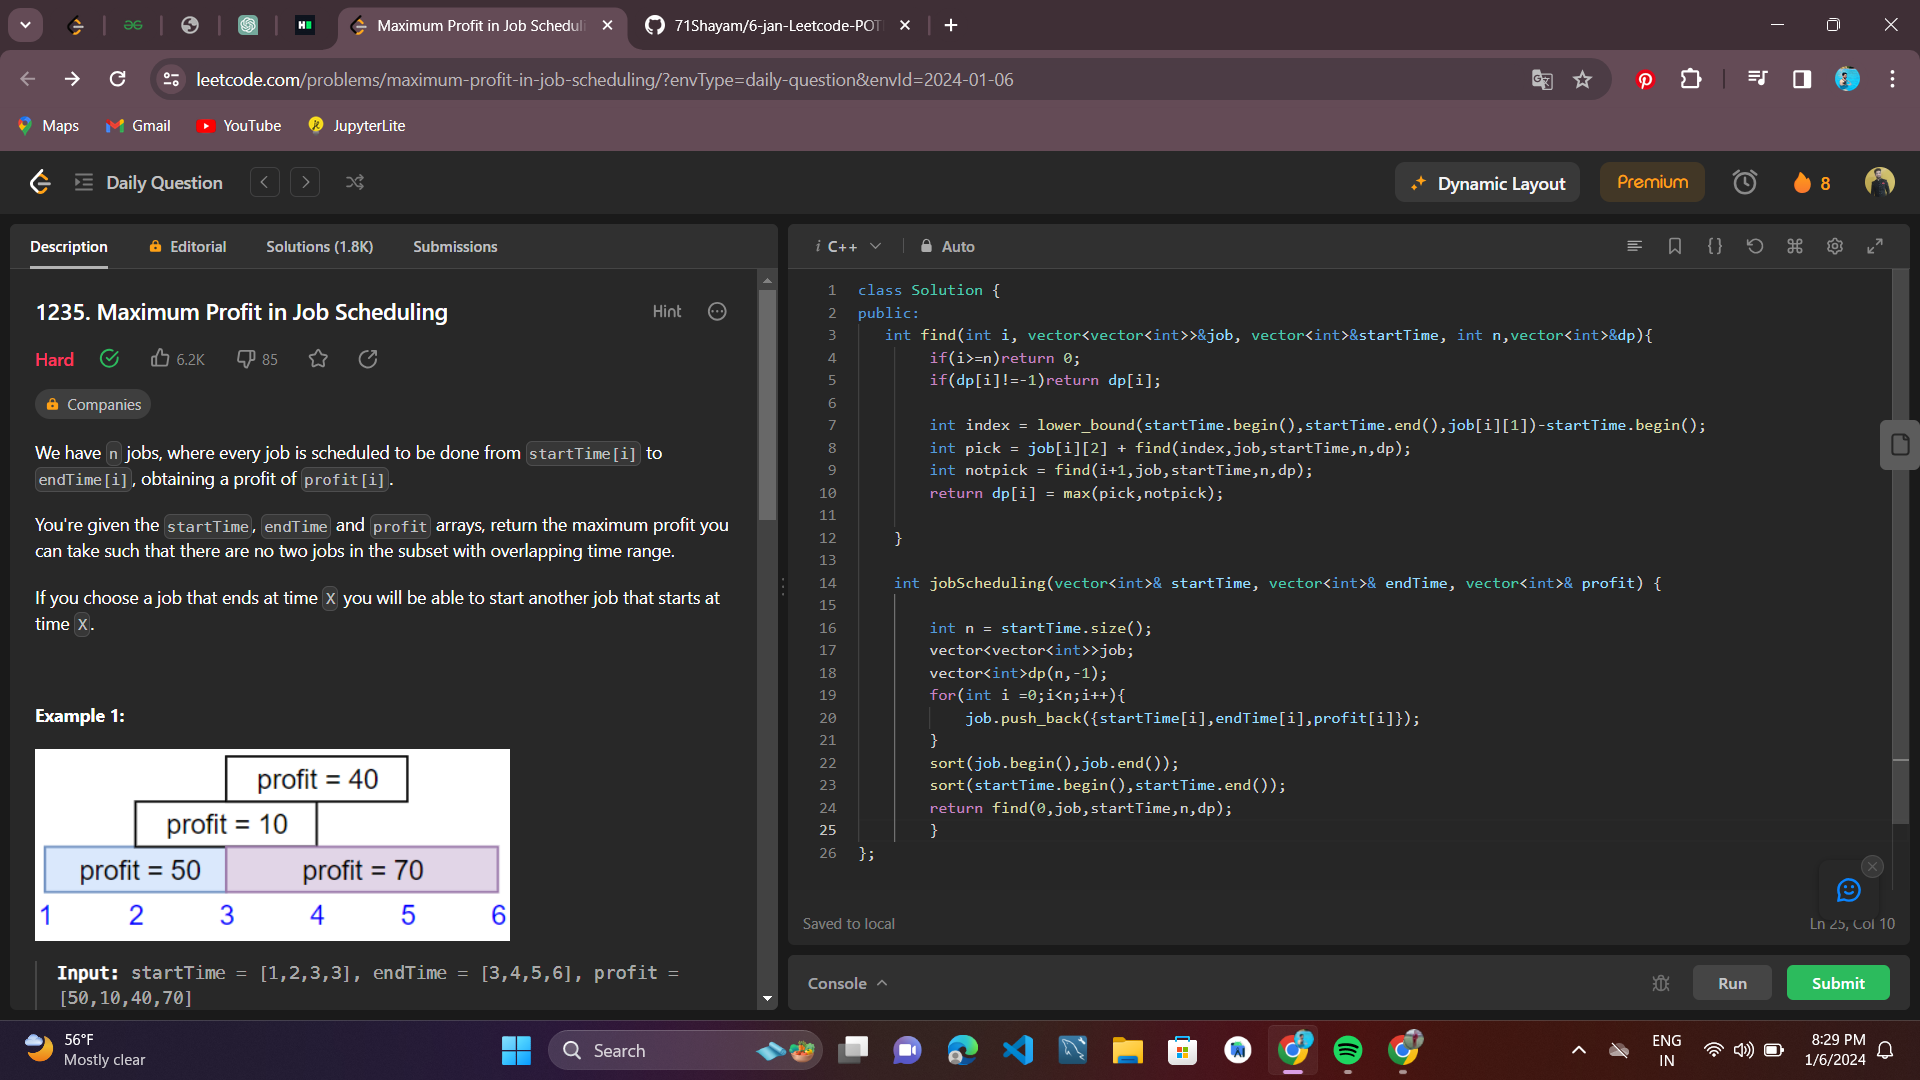 Maximum Profit in Job Scheduli
71Shayam/6-jan-Leetcode-POT
leetcode.com/problems/maximum-profit-in-job-scheduling/?envType=daily-question&envId=2024-01-06
Maps
Gmail
YouTube
JupyterLite
Daily Question
Dynamic Layout
Premium
8
Description
Editorial
Solutions (1.8K)
Submissions
1235. Maximum Profit in Job Scheduling
Hint
Hard
6.2K
85
Companies
We have n jobs, where every job is scheduled to be done from startTime[i] to
endTime[i], obtaining a profit of profit[i].
You're given the startTime, endTime and profit arrays, return the maximum profit you
can take such that there are no two jobs in the subset with overlapping time range.
If you choose a job that ends at time X you will be able to start another job that starts at
time X.
Example 1:
profit = 40
profit = 10
profit = 50 profit = 70
1 2 3 4 5 6
Input: startTime = [1,2,3,3], endTime = [3,4,5,6], profit =
[50,10,40,70]
i C++
Auto
1 class Solution {
2 public:
3 int find(int i, vector<vector<int>>&job, vector<int>&startTime, int n,vector<int>&dp){
4 if(i>=n)return 0;
5 if(dp[i]!=-1)return dp[i];
6
7 int index = lower_bound(startTime.begin(),startTime.end(),job[i][1])-startTime.begin();
8 int pick = job[i][2] + find(index,job,startTime,n,dp);
9 int notpick = find(i+1,job,startTime,n,dp);
10 return dp[i] = max(pick,notpick);
11
12 }
13
14 int jobScheduling(vector<int>& startTime, vector<int>& endTime, vector<int>& profit) {
15
16 int n = startTime.size();
17 vector<vector<int>>job;
18 vector<int>dp(n,-1);
19 for(int i =0;i<n;i++){
20 job.push_back({startTime[i],endTime[i],profit[i]});
21 }
22 sort(job.begin(),job.end());
23 sort(startTime.begin(),startTime.end());
24 return find(0,job,startTime,n,dp);
25 }
26 };
Saved to local
Ln 25, Col 10
Console
Run
Submit
56°F
Mostly clear
Search
ENG
IN
8:29 PM
1/6/2024